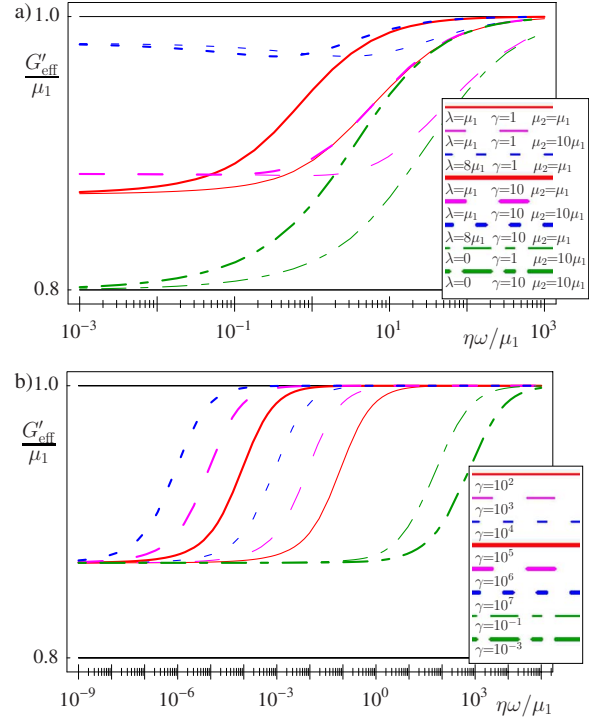 a)
1.0
G′eff
μ1
λ=μ1 γ=1 μ2=μ1
λ=μ1 γ=1 μ2=10μ1
λ=8μ1 γ=1 μ2=μ1
λ=μ1 γ=10 μ2=μ1
λ=μ1 γ=10 μ2=10μ1
λ=8μ1 γ=10 μ2=μ1
λ=0 γ=1 μ2=10μ1
λ=0 γ=10 μ2=10μ1
0.8
10⁻³ 10⁻¹ 10¹ 10³
ηω/μ1
b)
1.0
G′eff
μ1
γ=10²
γ=10³
γ=10⁴
γ=10⁵
γ=10⁶
γ=10⁷
γ=10⁻¹
γ=10⁻³
0.8
10⁻⁹ 10⁻⁶ 10⁻³ 10⁰ 10³
ηω/μ1